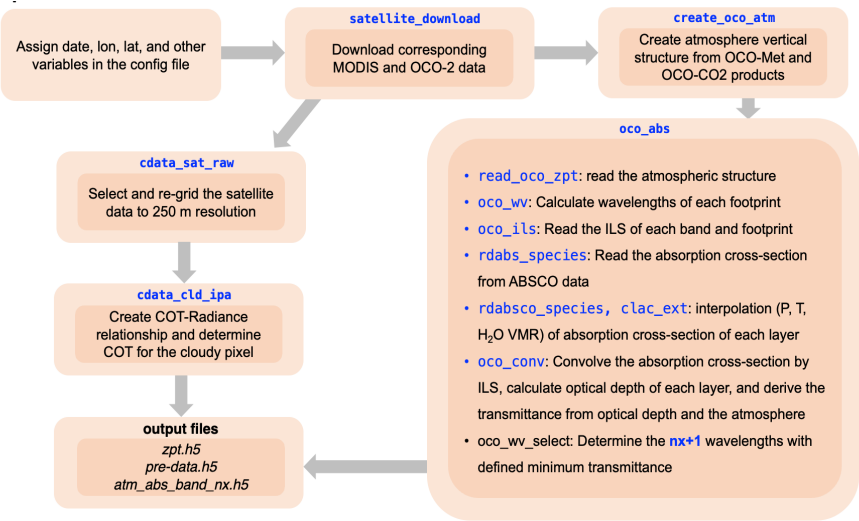 Assign date, lon, lat, and other
variables in the config file
satellite_download
Download corresponding
MODIS and OCO-2 data
create_oco_atm
Create atmosphere vertical
structure from OCO-Met and
OCO-CO2 products
cdata_sat_raw
Select and re-grid the satellite
data to 250 m resolution
cdata_cld_ipa
Create COT-Radiance
relationship and determine
COT for the cloudy pixel
output files
zpt.h5
pre-data.h5
atm_abs_band_nx.h5
oco_abs
• read_oco_zpt: read the atmospheric structure
• oco_wv: Calculate wavelengths of each footprint
• oco_ils: Read the ILS of each band and footprint
• rdabs_species: Read the absorption cross-section
from ABSCO data
• rdabsco_species, clac_ext: interpolation (P, T,
H₂O VMR) of absorption cross-section of each layer
• oco_conv: Convolve the absorption cross-section by
ILS, calculate optical depth of each layer, and derive the
transmittance from optical depth and the atmosphere
• oco_wv_select: Determine the nx+1 wavelengths with
defined minimum transmittance